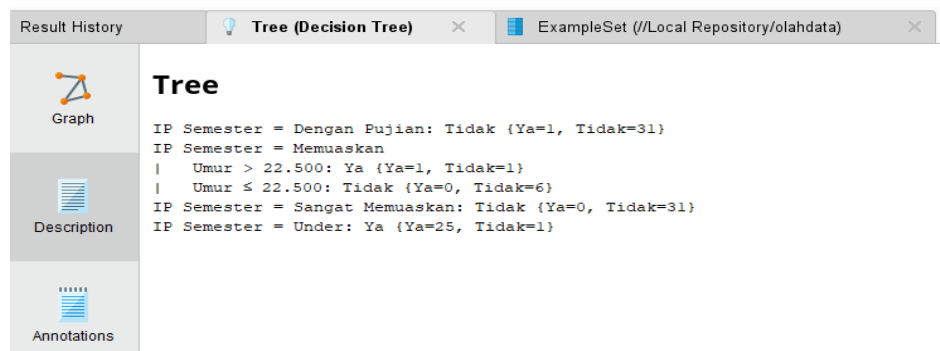 Result History
Tree (Decision Tree)
ExampleSet (//Local Repository/olahdata)
Graph
Description
Annotations
Tree
IP Semester = Dengan Pujian: Tidak {Ya=1, Tidak=31}
IP Semester = Memuaskan
|   Umur > 22.500: Ya {Ya=1, Tidak=1}
|   Umur ≤ 22.500: Tidak {Ya=0, Tidak=6}
IP Semester = Sangat Memuaskan: Tidak {Ya=0, Tidak=31}
IP Semester = Under: Ya {Ya=25, Tidak=1}